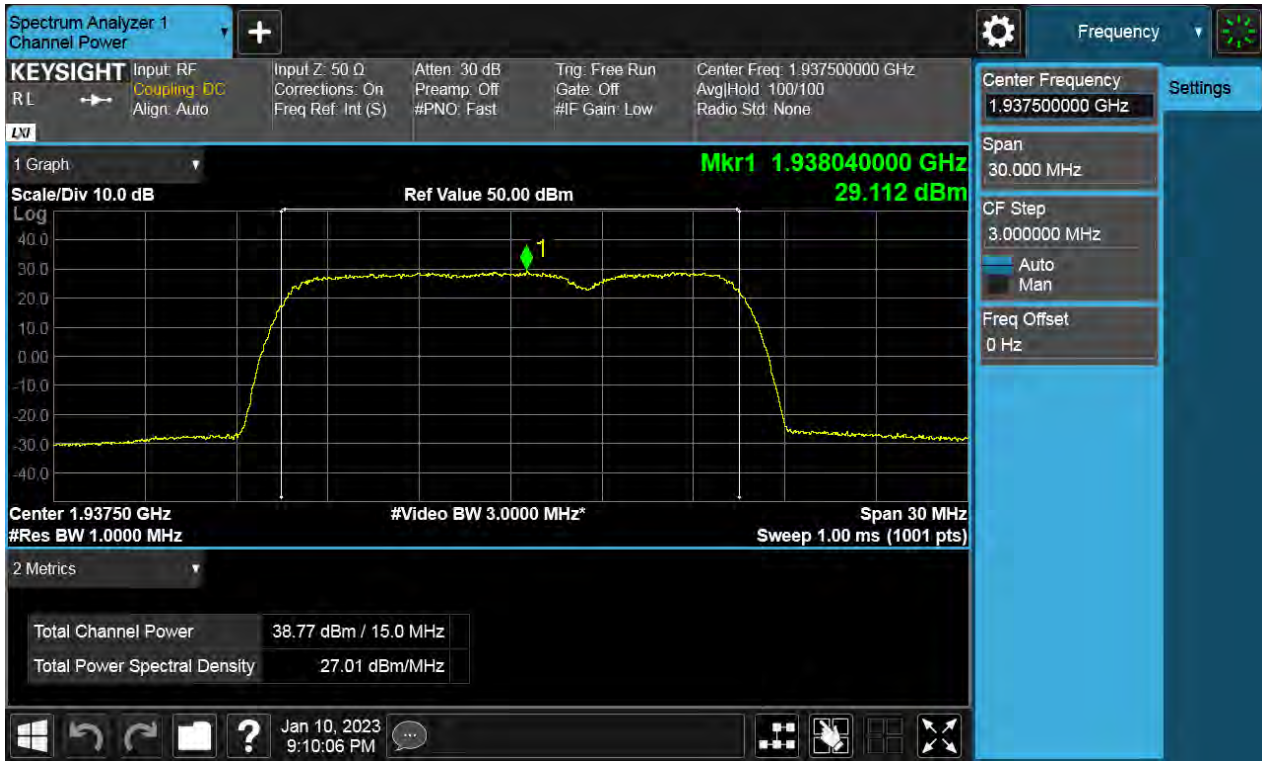 Spectrum Analyzer 1
Channel Power
+
Frequency
KEYSIGHT
R L
LXI
Input: RF
Coupling: DC
Align: Auto
Input Z: 50 Ω
Corrections: On
Freq Ref: Int (S)
Atten: 30 dB
Preamp: Off
#PNO: Fast
Trig: Free Run
Gate: Off
#IF Gain: Low
Center Freq: 1.937500000 GHz
Avg|Hold: 100/100
Radio Std: None
Center Frequency
1.937500000 GHz
Settings
Span
30.000 MHz
CF Step
3.000000 MHz
Auto
Man
Freq Offset
0 Hz
1 Graph
Mkr1 1.938040000 GHz
29.112 dBm
Scale/Div 10.0 dB
Ref Value 50.00 dBm
Log
40.0
30.0
20.0
10.0
0.00
-10.0
-20.0
-30.0
-40.0
1
Center 1.93750 GHz
#Video BW 3.0000 MHz*
Span 30 MHz
#Res BW 1.0000 MHz
Sweep 1.00 ms (1001 pts)
2 Metrics
Total Channel Power 38.77 dBm / 15.0 MHz
Total Power Spectral Density 27.01 dBm/MHz
?
Jan 10, 2023
9:10:06 PM